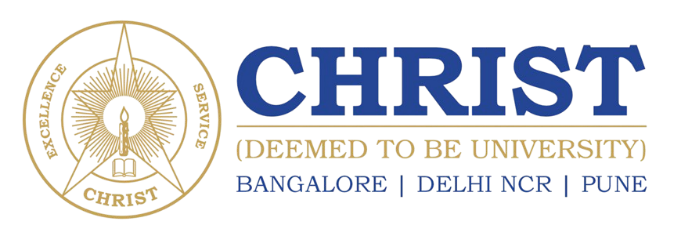 EXCELLENCE
SERVICE
CHRIST
CHRIST
(DEEMED TO BE UNIVERSITY)
BANGALORE | DELHI NCR | PUNE